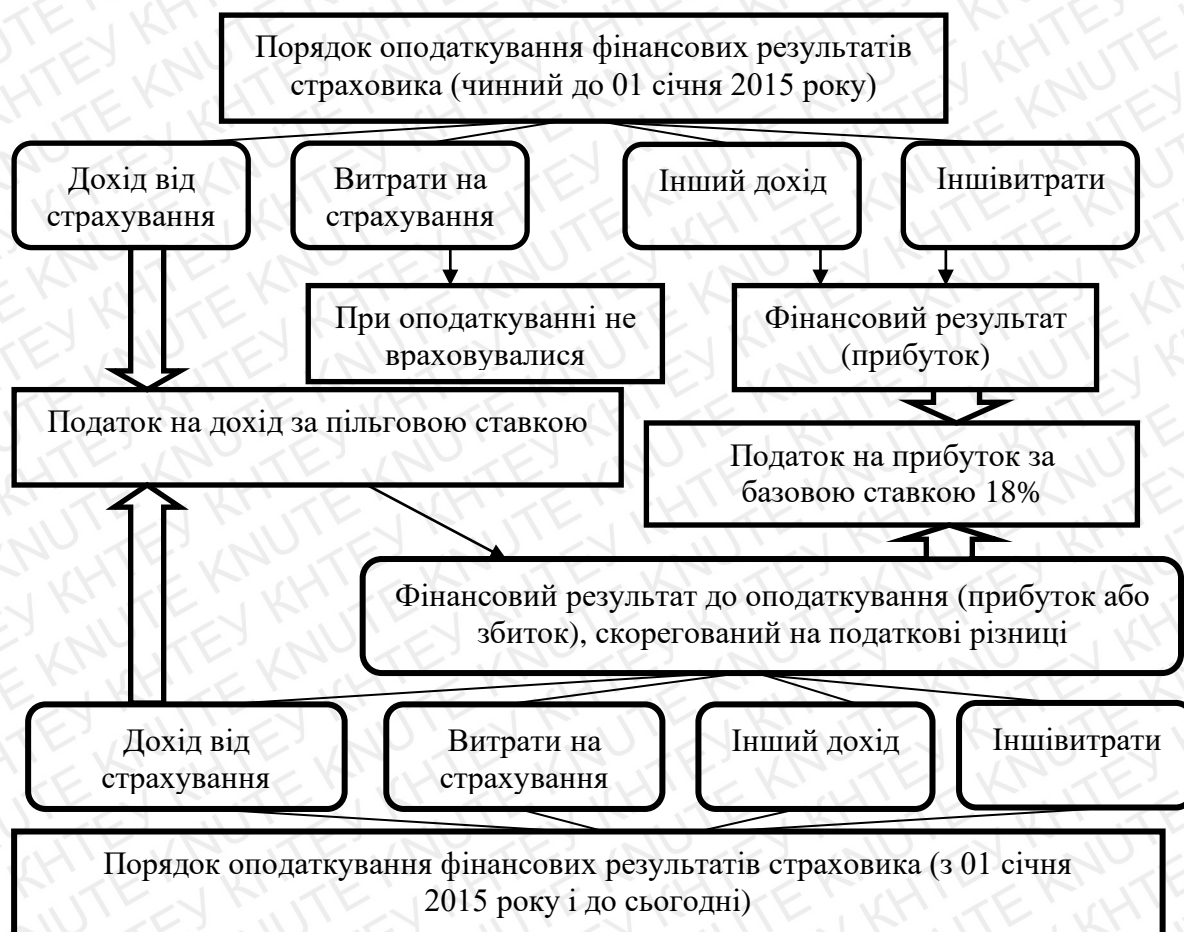 Порядок оподаткування фінансових результатів
страховика (чинний до 01 січня 2015 року)
Дохід від
страхування
Витрати на
страхування
Інший дохід
Іншівитрати
При оподаткуванні не
враховувалися
Фінансовий результат
(прибуток)
Податок на дохід за пільговою ставкою
Податок на прибуток за
базовою ставкою 18%
Фінансовий результат до оподаткування (прибуток або
збиток), скорегований на податкові різниці
Дохід від
страхування
Витрати на
страхування
Інший дохід
Іншівитрати
Порядок оподаткування фінансових результатів страховика (з 01 січня
2015 року і до сьогодні)